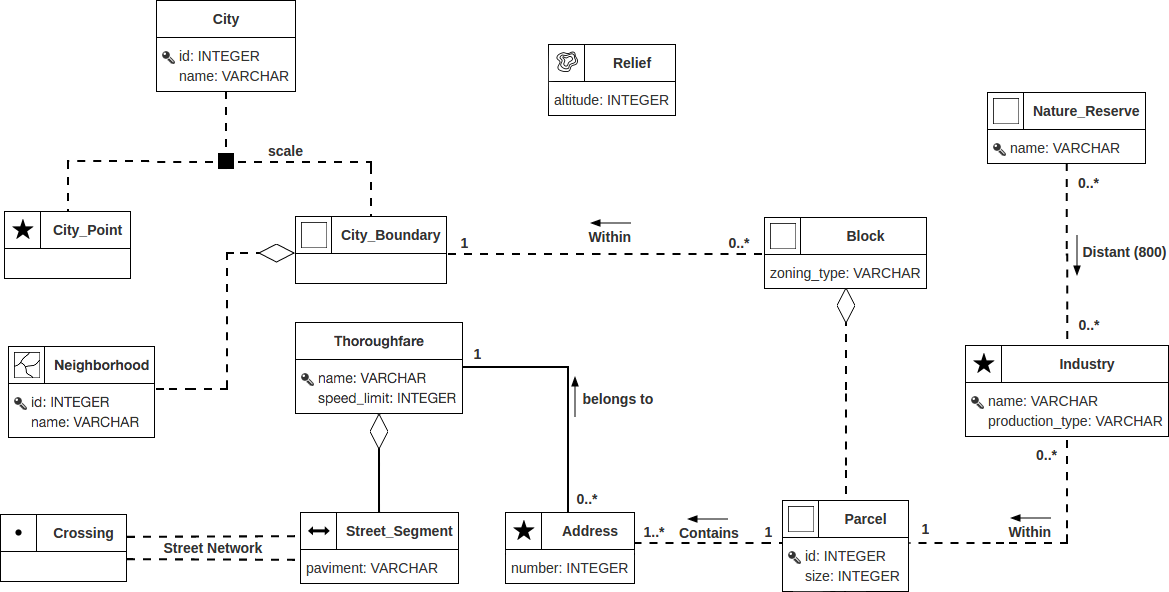 City
id: INTEGER
name: VARCHAR
Relief
altitude: INTEGER
Nature_Reserve
name: VARCHAR
scale
0..*
City_Point
City_Boundary
1
Within
0..*
Block
zoning_type: VARCHAR
Distant (800)
0..*
Thoroughfare
name: VARCHAR
speed_limit: INTEGER
1
Neighborhood
id: INTEGER
name: VARCHAR
belongs to
Industry
name: VARCHAR
production_type: VARCHAR
0..*
0..*
Crossing
Street Network
Street_Segment
paviment: VARCHAR
Address
number: INTEGER
1..*
Contains
1
Parcel
id: INTEGER
size: INTEGER
1
Within